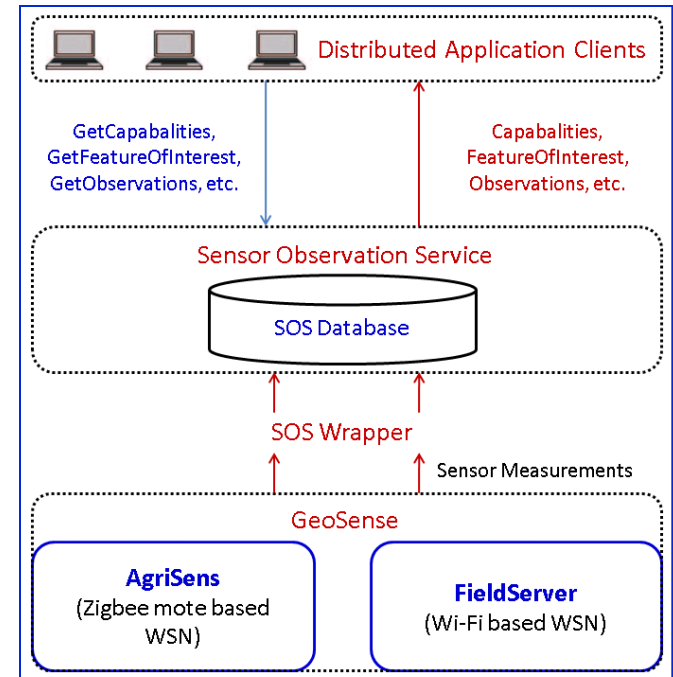 Distributed Application Clients
GetCapabalities,
GetFeatureOfInterest,
GetObservations, etc.
Capabalities,
FeatureOfInterest,
Observations, etc.
Sensor Observation Service
SOS Database
SOS Wrapper
Sensor Measurements
GeoSense
AgriSens
(Zigbee mote based
WSN)
FieldServer
(Wi-Fi based WSN)